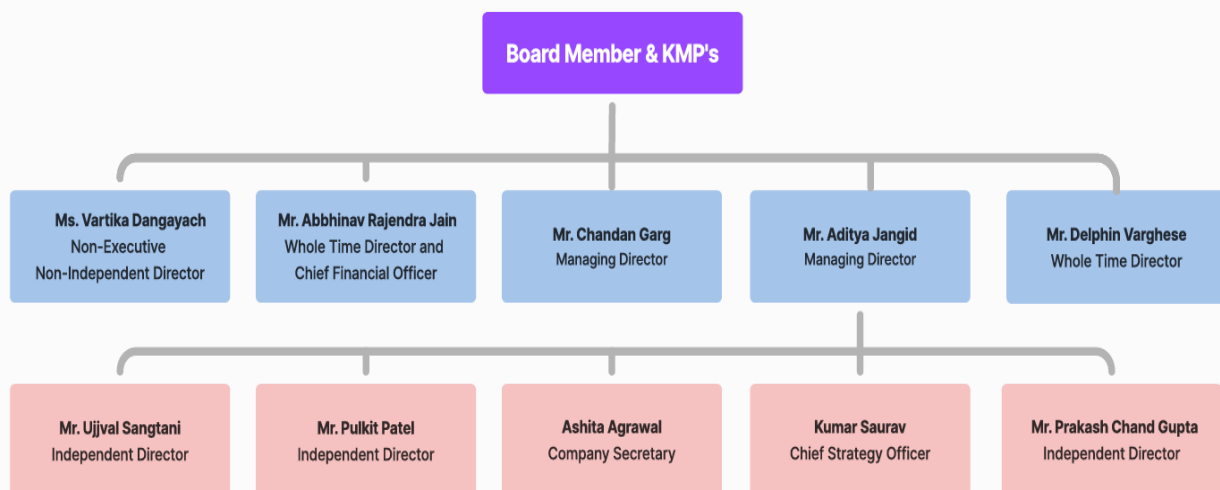 Board Member & KMP's
Ms. Vartika Dangayach
Non-Executive
Non-Independent Director
Mr. Abbhinav Rajendra Jain
Whole Time Director and
Chief Financial Officer
Mr. Chandan Garg
Managing Director
Mr. Aditya Jangid
Managing Director
Mr. Delphin Varghese
Whole Time Director
Mr. Ujjval Sangtani
Independent Director
Mr. Pulkit Patel
Independent Director
Ashita Agrawal
Company Secretary
Kumar Saurav
Chief Strategy Officer
Mr. Prakash Chand Gupta
Independent Director